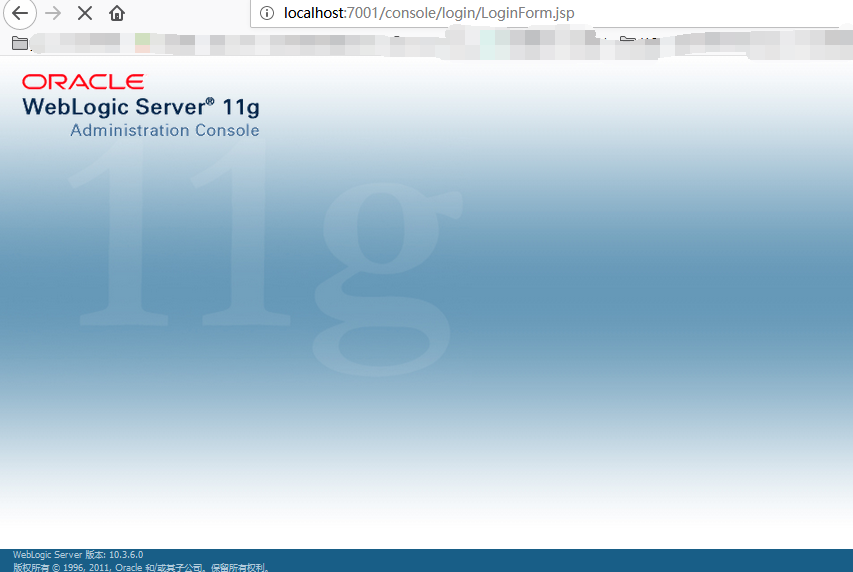 localhost:7001/console/login/LoginForm.jsp
ORACLE
WebLogic Server® 11g
Administration Console
11g
WebLogic Server 版本: 10.3.6.0
版权所有 © 1996, 2011, Oracle 和/或其子公司。保留所有权利。